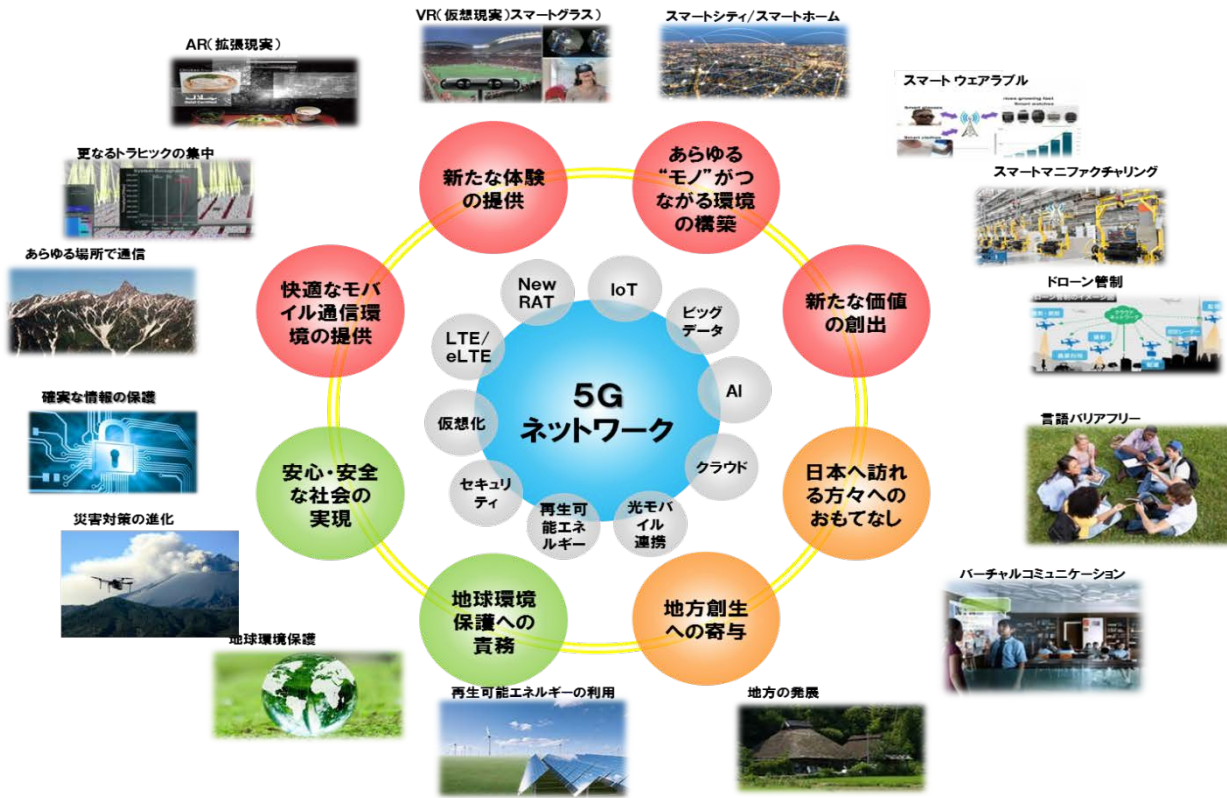 VR(仮想現実)スマートグラス)
スマートシティ/スマートホーム
AR(拡張現実)
スマート ウェアラブル
更なるトラヒックの集中
スマートマニファクチャリング
あらゆる場所で通信
ドローン管制
確実な情報の保護
言語バリアフリー
災害対策の進化
バーチャルコミュニケーション
地球環境保護
再生可能エネルギーの利用
地方の発展
新たな体験
の提供
あらゆる
“モノ”がつ
ながる環境
の構築
快適なモバ
イル通信環
境の提供
新たな価値
の創出
安心・安全
な社会の
実現
日本へ訪れ
る方々への
おもてなし
地球環境
保護への
責務
地方創生
への寄与
New
RAT
IoT
ビッグ
データ
LTE/
eLTE
AI
仮想化
クラウド
セキュリ
ティ
再生可
能エネ
ルギー
光モバ
イル
連携
5G
ネットワーク
Smart glasses
Smart watches
クラウド
ネットワーク